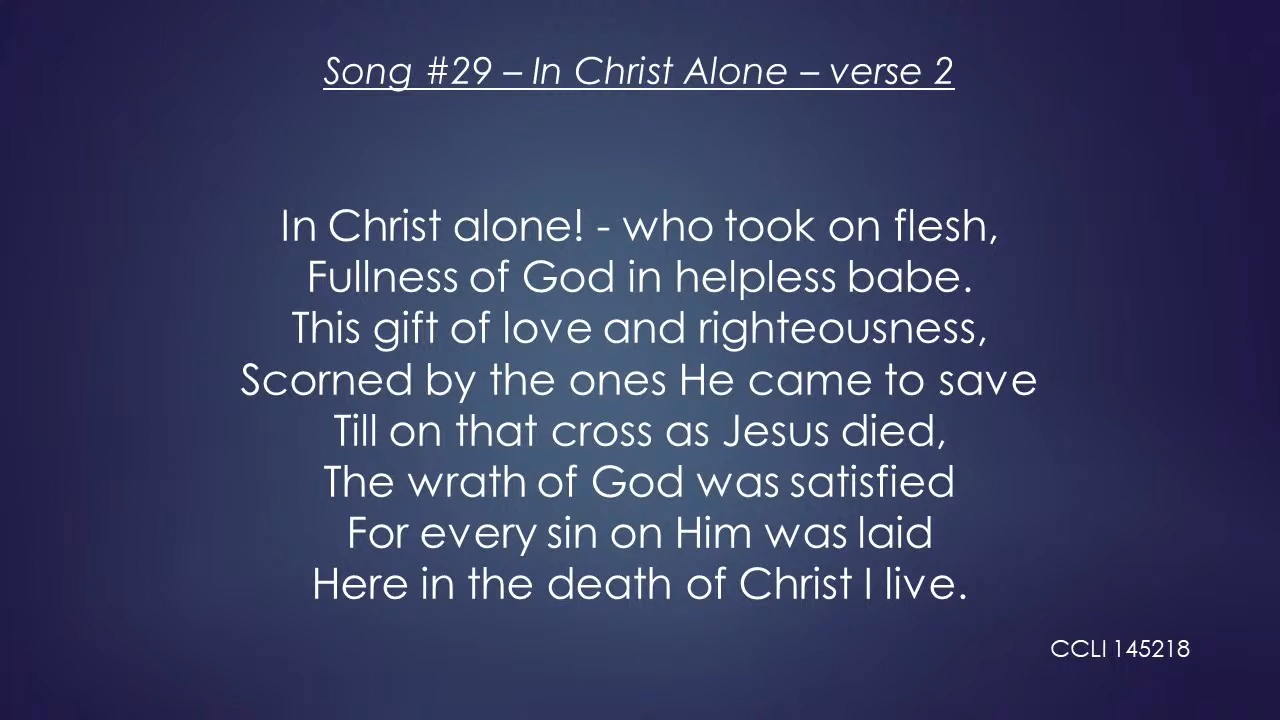 Song #29 – In Christ Alone – verse 2
In Christ alone! - who took on flesh,
Fullness of God in helpless babe.
This gift of love and righteousness,
Scorned by the ones He came to save
Till on that cross as Jesus died,
The wrath of God was satisfied
For every sin on Him was laid
Here in the death of Christ I live.
CCLI 145218